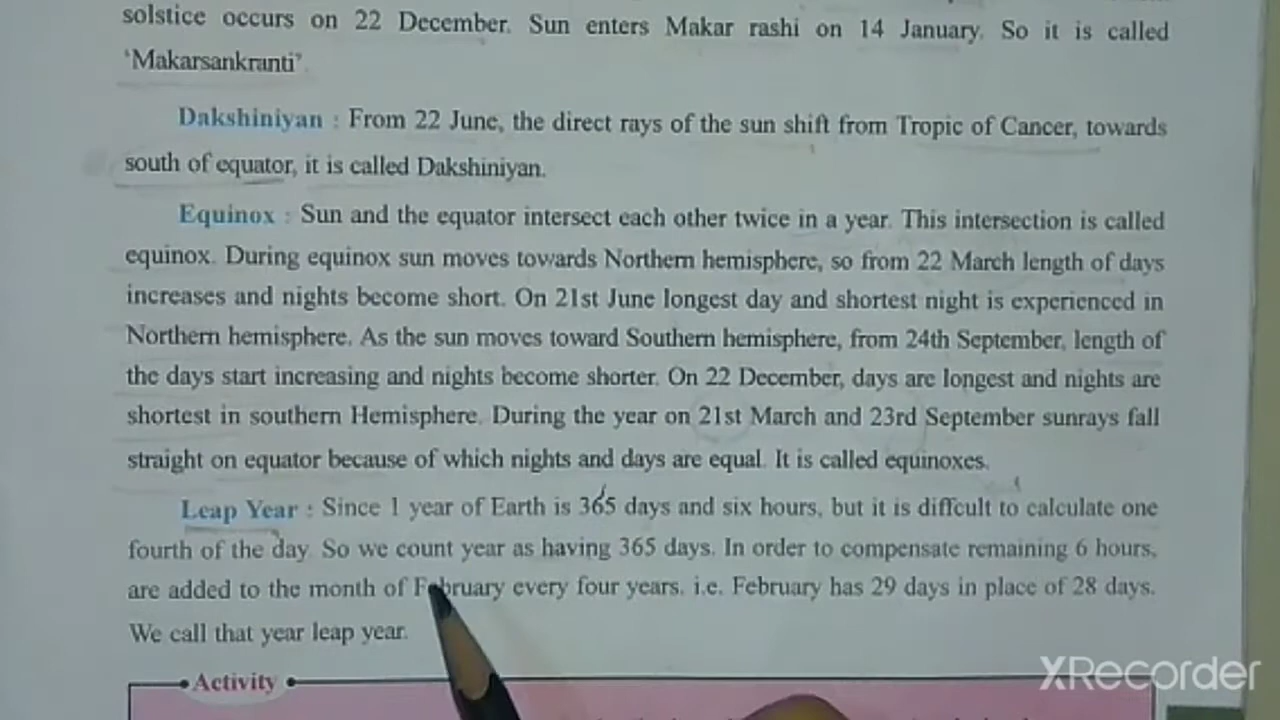 solstice occurs on 22 December. Sun enters Makar rashi on 14 January. So it is called
'Makarsankranti'.
Dakshiniyan : From 22 June, the direct rays of the sun shift from Tropic of Cancer, towards
south of equator, it is called Dakshiniyan.
Equinox : Sun and the equator intersect each other twice in a year. This intersection is called
equinox. During equinox sun moves towards Northern hemisphere, so from 22 March length of days
increases and nights become short. On 21st June longest day and shortest night is experienced in
Northern hemisphere. As the sun moves toward Southern hemisphere, from 24th September, length of
the days start increasing and nights become shorter. On 22 December, days are longest and nights are
shortest in southern Hemisphere. During the year on 21st March and 23rd September sunrays fall
straight on equator because of which nights and days are equal. It is called equinoxes.
Leap Year : Since 1 year of Earth is 365 days and six hours, but it is diffcult to calculate one
fourth of the day. So we count year as having 365 days. In order to compensate remaining 6 hours,
are added to the month of February every four years. i.e. February has 29 days in place of 28 days.
We call that year leap year.
Activity
XRecorder